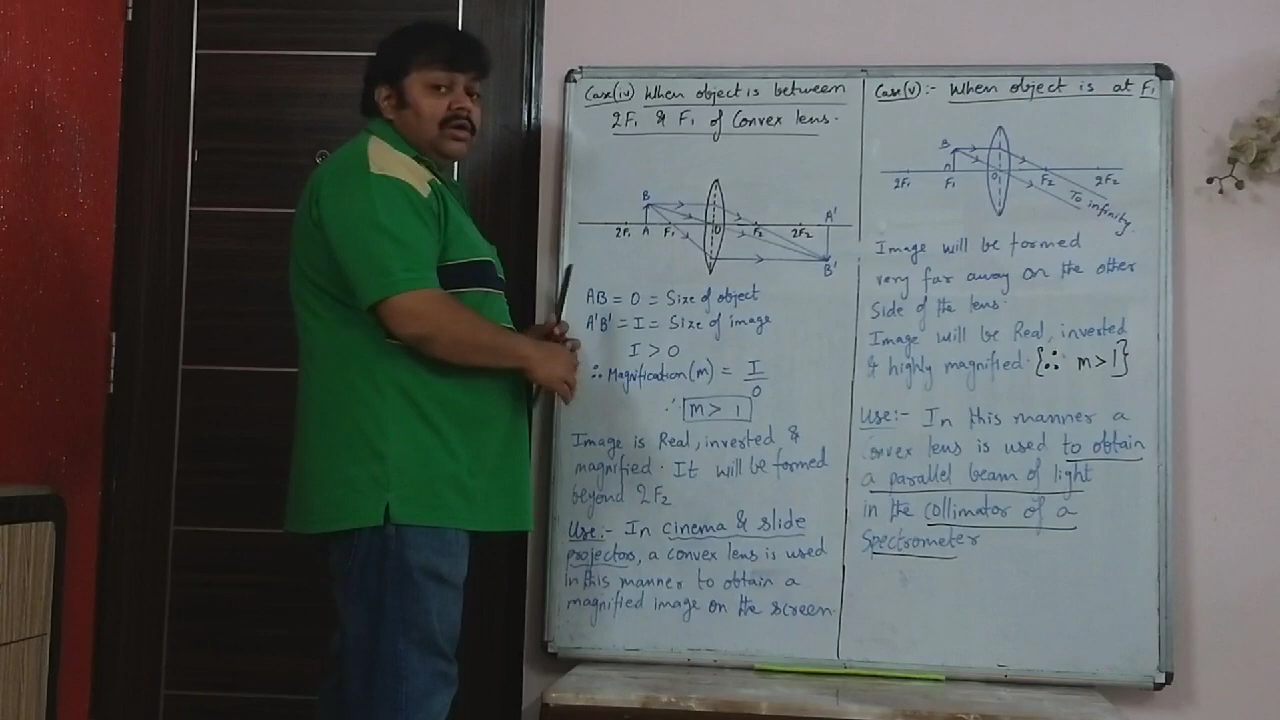 Case(iv) When object is between
2F₁ & F₁ of Convex lens.
B
A'
2F₁ A F₁ O F₂ 2F₂
B'
AB = O = Size of object
A'B' = I = Size of image
I > O
∴ Magnification (m) = I/O
∴ m > 1
Image is Real, inverted &
magnified. It will be formed
beyond 2F₂
Use:- In cinema & slide
projectors, a convex lens is used
in this manner to obtain a
magnified image on the screen.
Case(v):- When object is at F₁
B
2F₁ F₁ O F₂ 2F₂
To infinity.
Image will be formed
very far away on the other
side of the lens.
Image will be Real, inverted
& highly magnified. {∴ m > 1}
Use:- In this manner a
convex lens is used to obtain
a parallel beam of light
in the collimator of a
Spectrometer